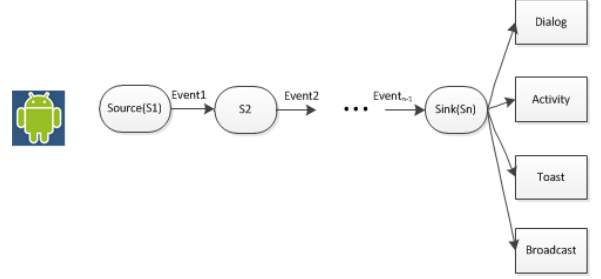 Dialog
Event1
Event2
Eventₙ₋₁
Source(S1)
S2
•••
Sink(Sn)
Activity
Toast
Broadcast